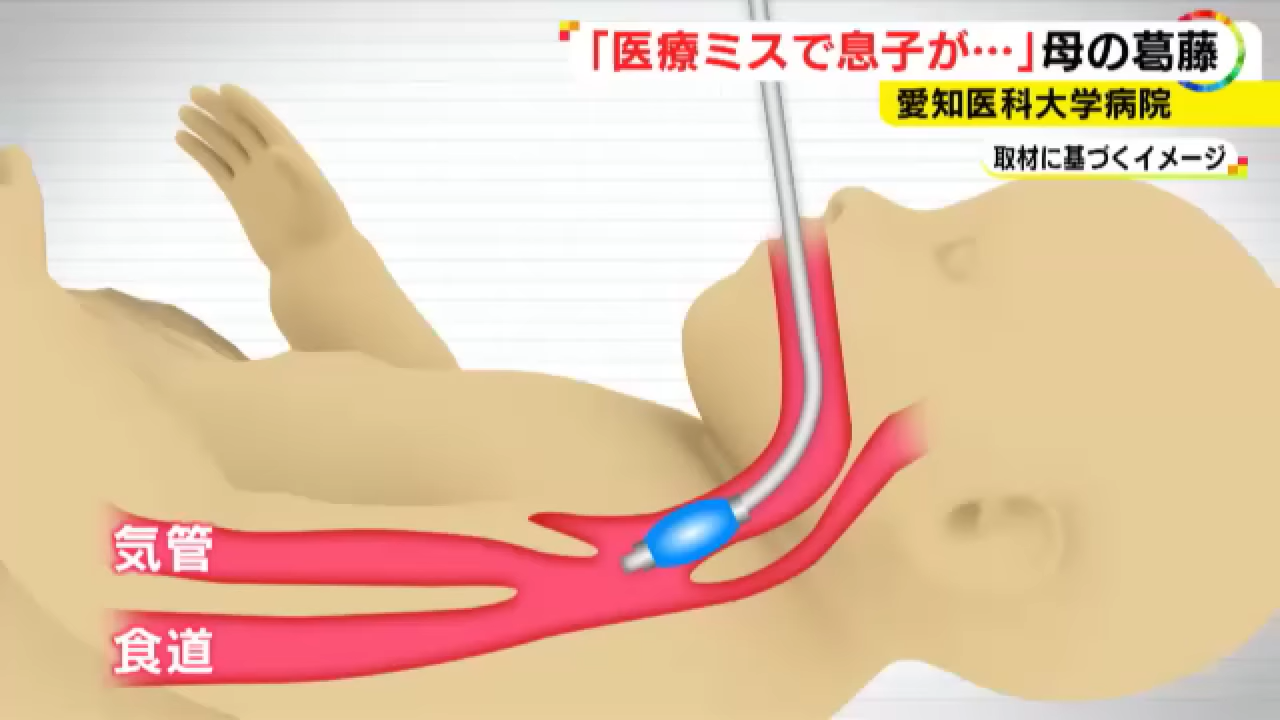 「医療ミスで息子が…」母の葛藤
愛知医科大学病院
取材に基づくイメージ
気管
食道